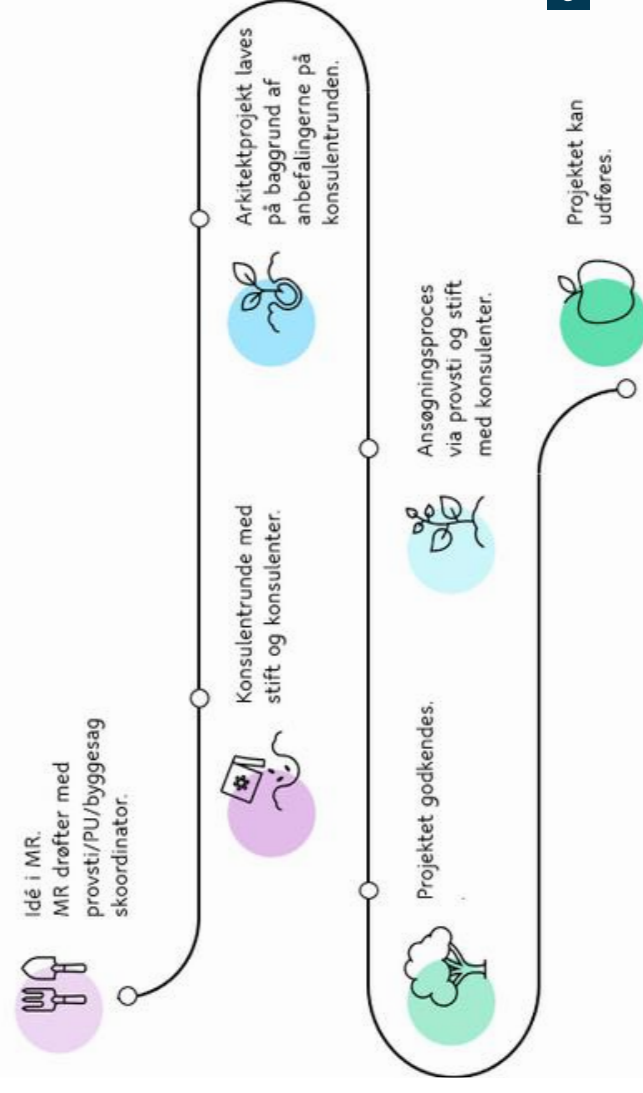 Idé i MR.
MR drøfter med
provsti/PU/byggesag
skoordinator.
Konsulentrunde med
stift og konsulenter.
Arkitektprojekt laves
på baggrund af
anbefalingerne på
konsulentrunden.
Ansøgningsproces
via provsti og stift
med konsulenter.
Projektet godkendes.
.
Projektet kan
udføres.